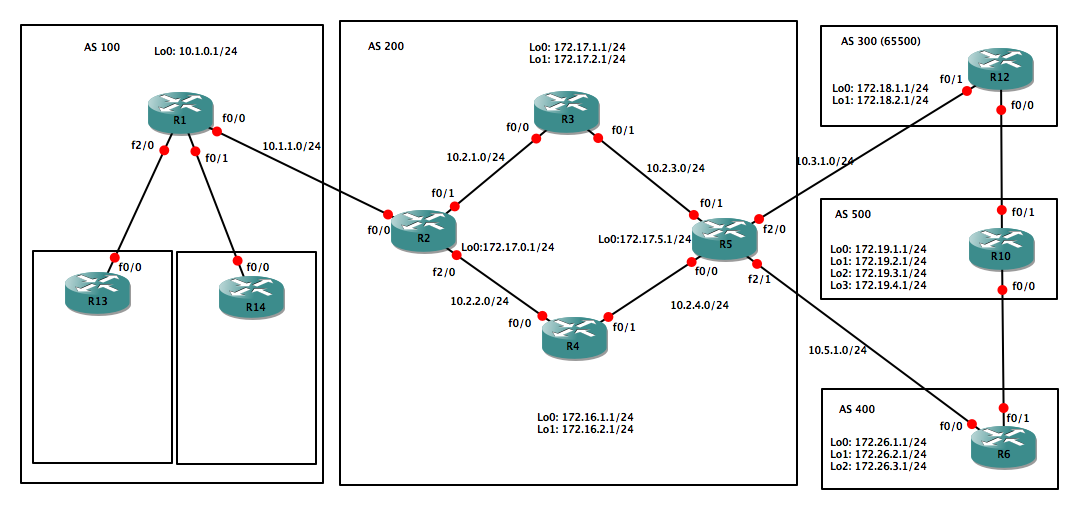 AS 100
Lo0: 10.1.0.1/24
R1
f0/0
f2/0
f0/1
10.1.1.0/24
f0/0
R13
f0/0
R14
AS 200
Lo0: 172.17.1.1/24
Lo1: 172.17.2.1/24
R3
f0/0
f0/1
10.2.1.0/24
10.2.3.0/24
f0/1
R2
f0/0
Lo0:172.17.0.1/24
f2/0
f0/1
Lo0:172.17.5.1/24
R5
f2/0
f0/0
f2/1
10.2.2.0/24
10.2.4.0/24
f0/0
f0/1
R4
Lo0: 172.16.1.1/24
Lo1: 172.16.2.1/24
AS 300 (65500)
f0/1
R12
Lo0: 172.18.1.1/24
Lo1: 172.18.2.1/24
f0/0
10.3.1.0/24
AS 500
f0/1
Lo0: 172.19.1.1/24
Lo1: 172.19.2.1/24
Lo2: 172.19.3.1/24
Lo3: 172.19.4.1/24
R10
f0/0
10.5.1.0/24
AS 400
f0/0
f0/1
Lo0: 172.26.1.1/24
Lo1: 172.26.2.1/24
Lo2: 172.26.3.1/24
R6